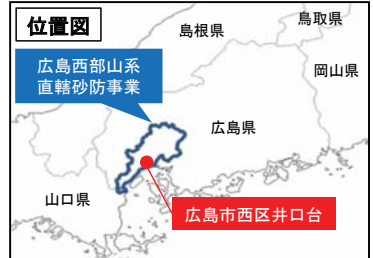 位置図
島根県
鳥取県
岡山県
広島西部山系
直轄砂防事業
広島県
山口県
広島市西区井口台